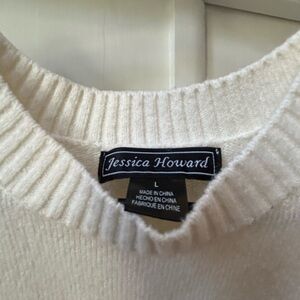 Jessica Howard
L
MADE IN CHINA
HECHO EN CHINA
FABRIQUÉ EN CHINE